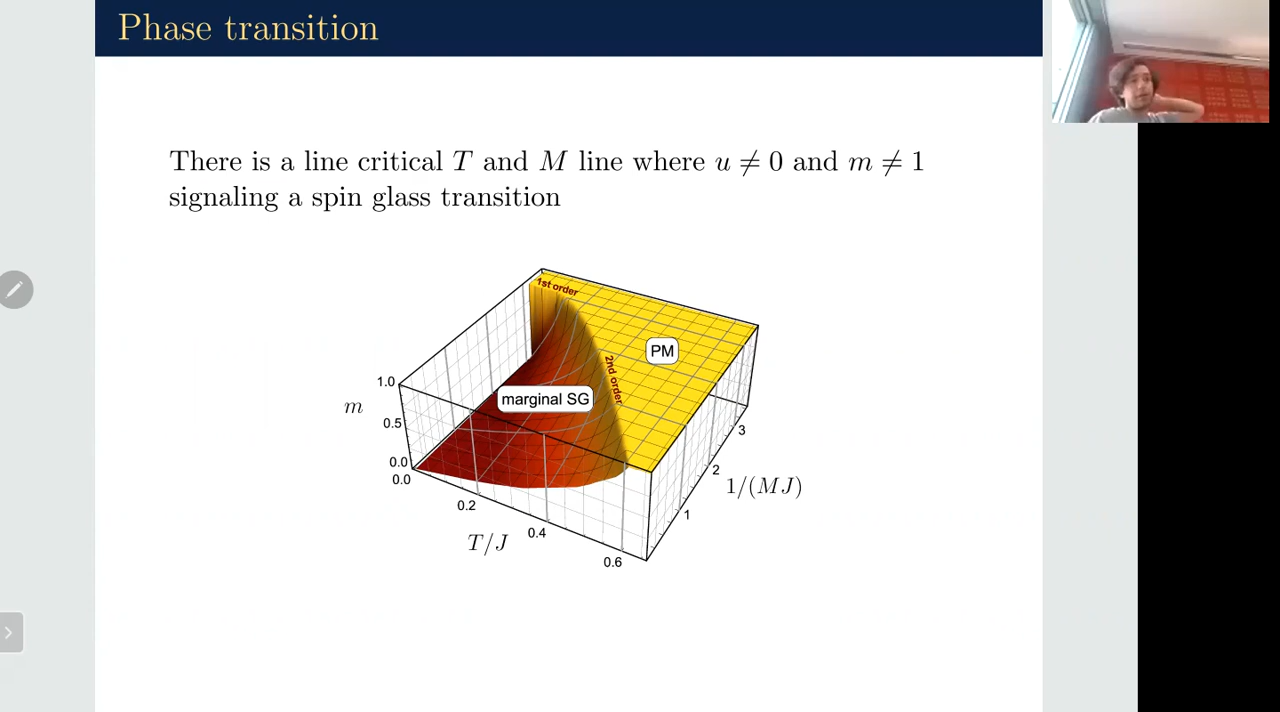 Phase transition
There is a line critical T and M line where u ≠ 0 and m ≠ 1
signaling a spin glass transition
1st order
PM
2nd order
marginal SG
1.0
m
0.5
0.0
0.0
0.2
T/J
0.4
0.6
1
2
3
1/(MJ)